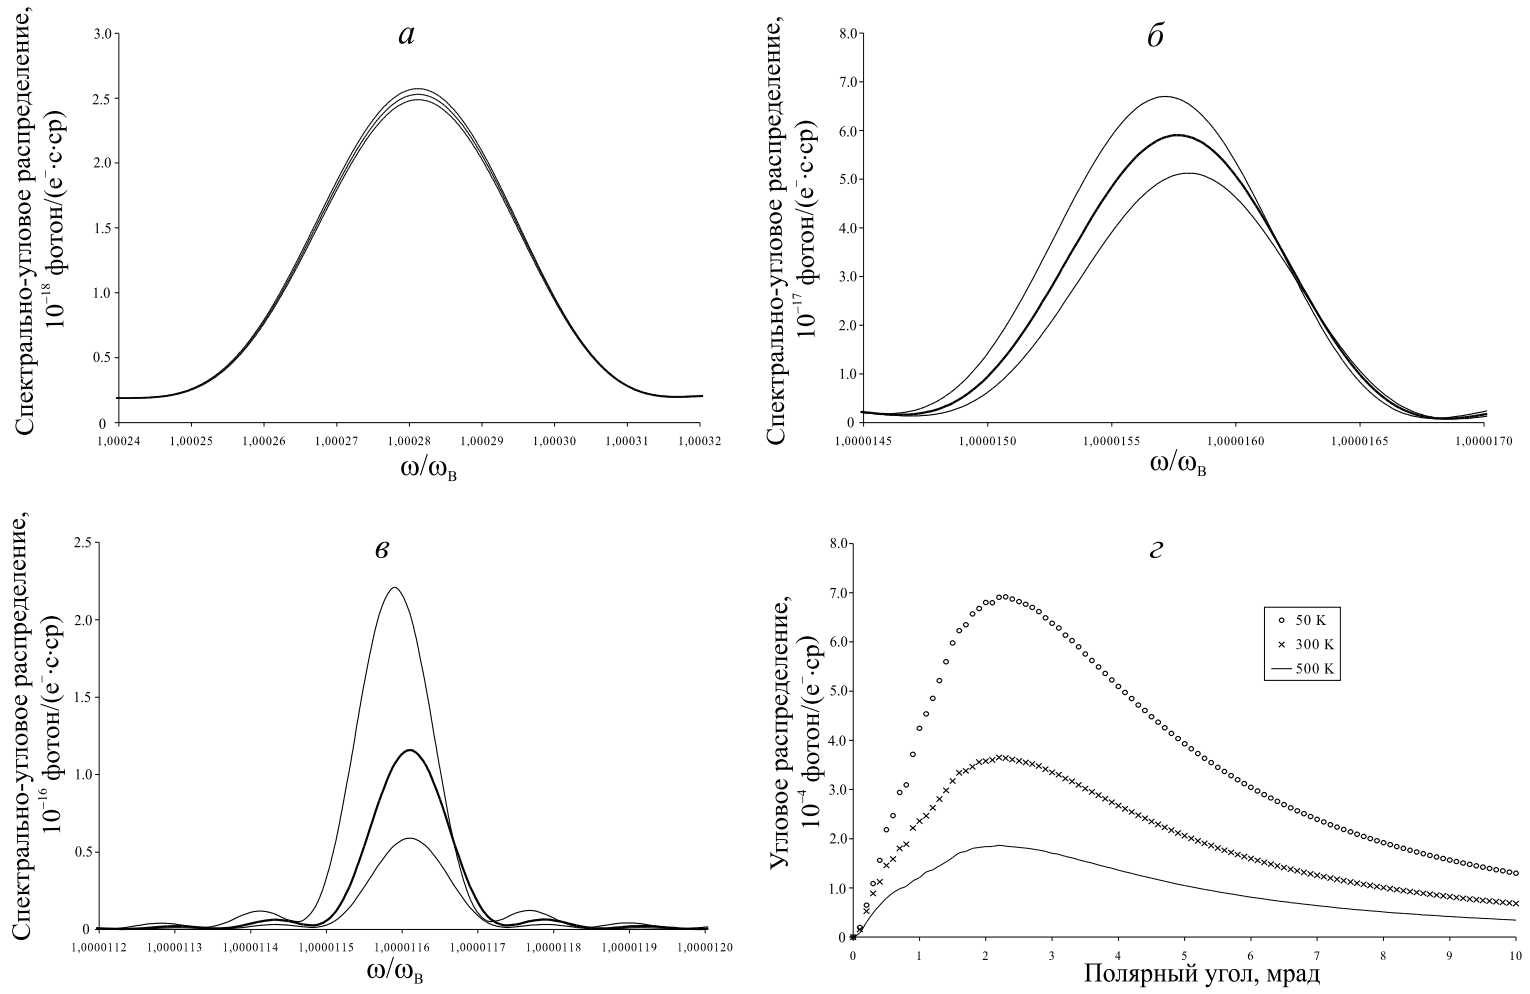 Спектрально-угловое распределение,
10⁻¹⁸ фотон/(e⁻·с·ср)
а
3.0
2.5
2.0
1.5
1.0
0.5
0
1,00024 1,00025 1,00026 1,00027 1,00028 1,00029 1,00030 1,00031 1,00032
ω/ωB
Спектрально-угловое распределение,
10⁻¹⁷ фотон/(e⁻·с·ср)
б
8.0
7.0
6.0
5.0
4.0
3.0
2.0
1.0
0
1,0000145 1,0000150 1,0000155 1,0000160 1,0000165 1,0000170
ω/ωB
Спектрально-угловое распределение,
10⁻¹⁶ фотон/(e⁻·с·ср)
в
2.5
2.0
1.5
1.0
0.5
0
1,0000112 1,0000113 1,0000114 1,0000115 1,0000116 1,0000117 1,0000118 1,0000119 1,0000120
ω/ωB
Угловое распределение,
10⁻⁴ фотон/(e⁻·ср)
г
8.0
7.0
6.0
5.0
4.0
3.0
2.0
1.0
0
50 K
300 K
500 K
0 1 2 3 4 5 6 7 8 9 10
Полярный угол, мрад